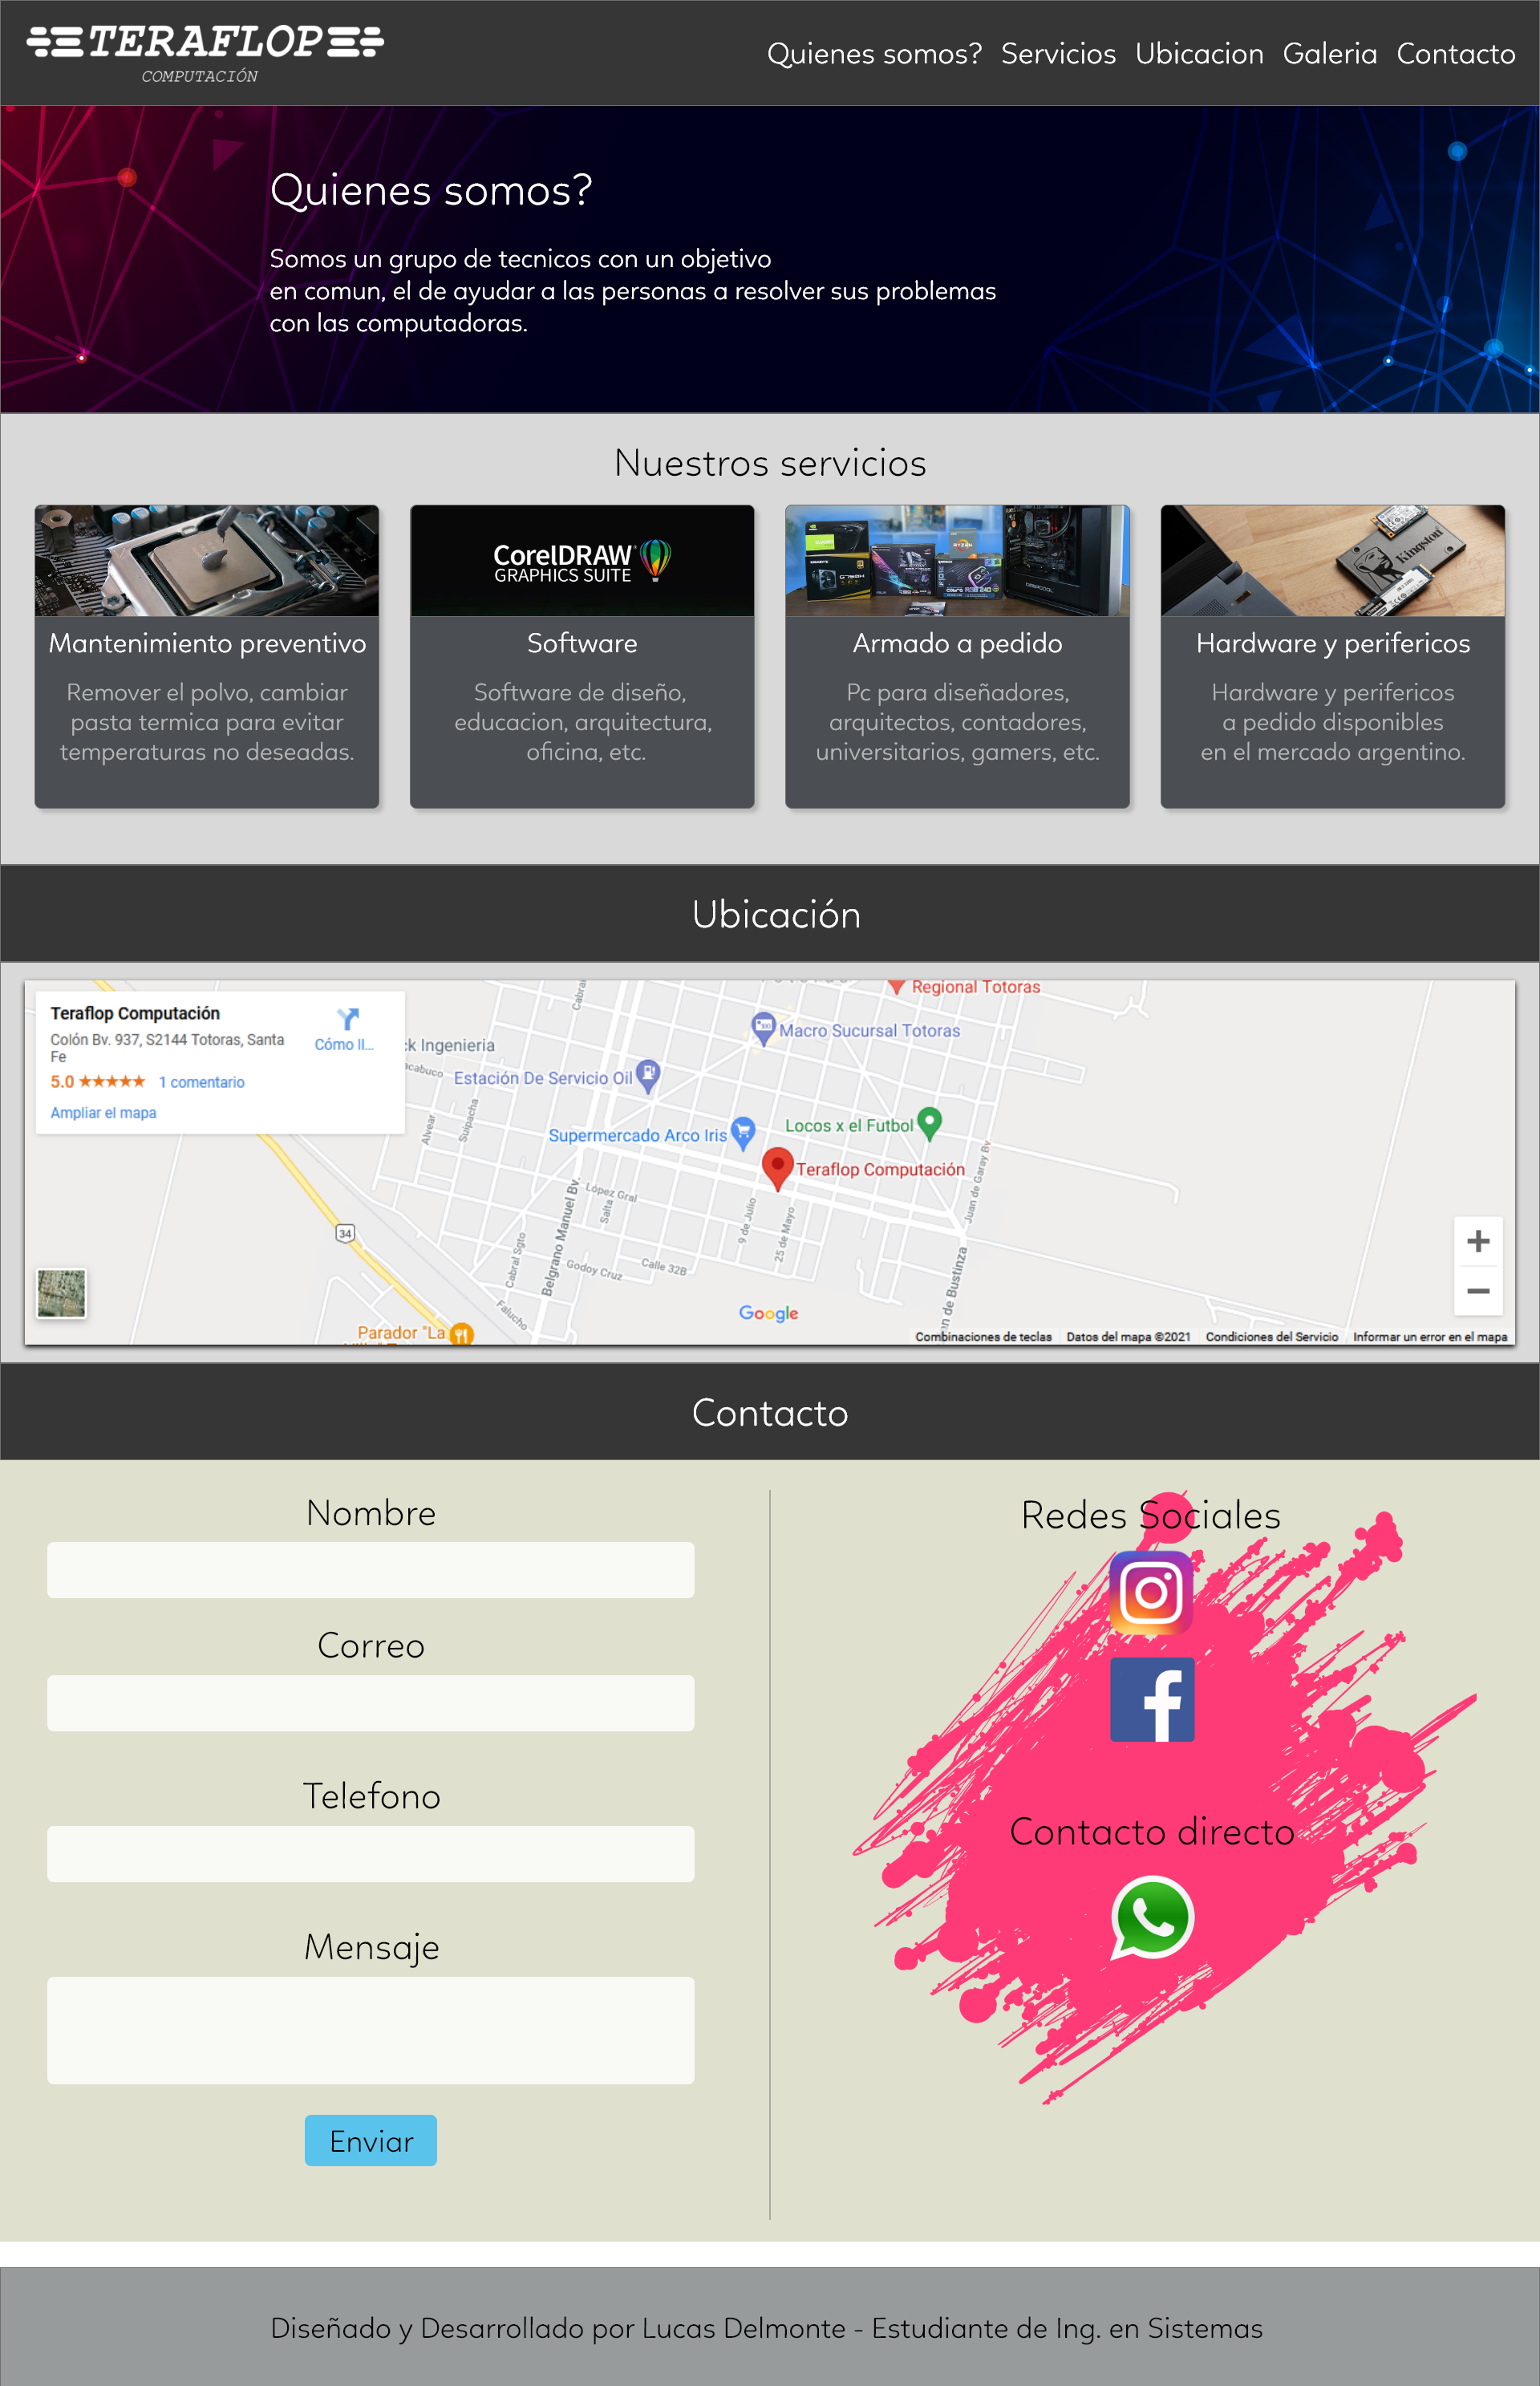 TERAFLOP
COMPUTACIÓN
Quienes somos? Servicios Ubicacion Galeria Contacto
Quienes somos?
Somos un grupo de tecnicos con un objetivo
en comun, el de ayudar a las personas a resolver sus problemas
con las computadoras.
Nuestros servicios
CorelDRAW
GRAPHICS SUITE
Kingston
Mantenimiento preventivo
Remover el polvo, cambiar
pasta termica para evitar
temperaturas no deseadas.
Software
Software de diseño,
educacion, arquitectura,
oficina, etc.
Armado a pedido
Pc para diseñadores,
arquitectos, contadores,
universitarios, gamers, etc.
Hardware y perifericos
Hardware y perifericos
a pedido disponibles
en el mercado argentino.
Ubicación
Teraflop Computación
Colón Bv. 937, S2144 Totoras, Santa
Fe
5.0 ★★★★★ 1 comentario
Ampliar el mapa
Cómo ll...
Regional Totoras
Macro Sucursal Totoras
ck Ingenieria
Estación De Servicio Oil
Locos x el Futbol
Supermercado Arco Iris
Teraflop Computación
Alvear
Suipacha
López Gral
Salta
9 de Julio
25 de Mayo
Juan de Garay Bv
34
Belgrano Manuel Bv.
Cabral Sgto
Godoy Cruz
Calle 32B
Falucho
n de Bustinza
Parador "La
Google
Combinaciones de teclas Datos del mapa ©2021 Condiciones del Servicio Informar un error en el mapa
Contacto
Nombre
Correo
Telefono
Mensaje
Enviar
Redes Sociales
Contacto directo
Diseñado y Desarrollado por Lucas Delmonte - Estudiante de Ing. en Sistemas